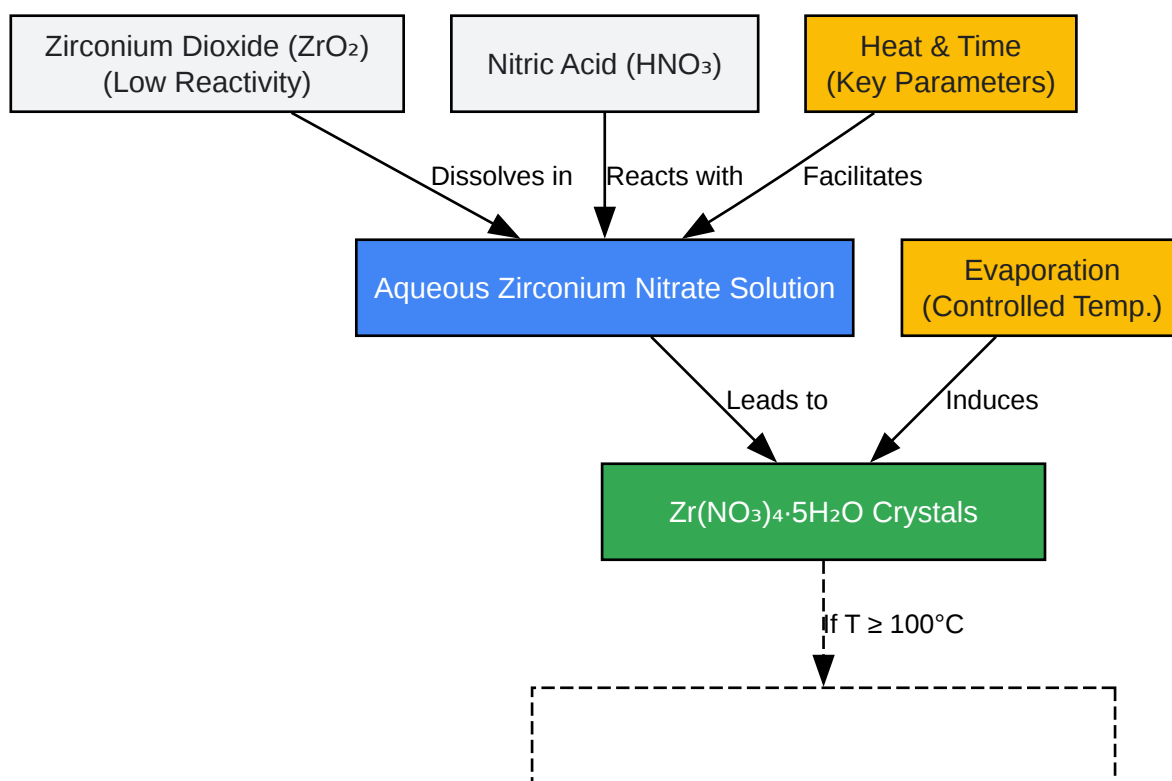 Zirconium Dioxide (ZrO₂)
(Low Reactivity)
Nitric Acid (HNO₃)
Heat & Time
(Key Parameters)
Dissolves in
Reacts with
Facilitates
Aqueous Zirconium Nitrate Solution
Evaporation
(Controlled Temp.)
Leads to
Induces
Zr(NO₃)₄·5H₂O Crystals
If T ≥ 100°C